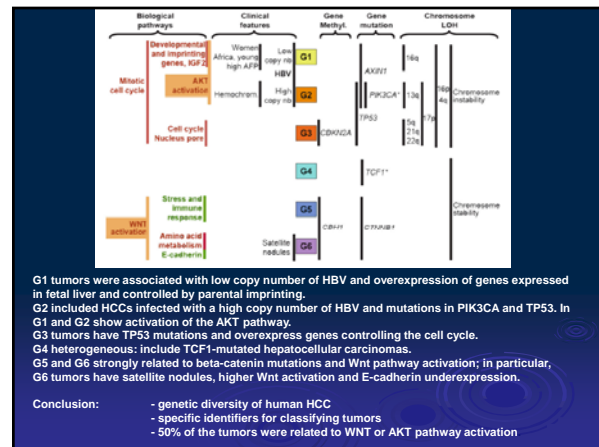 Biological pathways
Clinical features
Gene Methyl.
Gene mutation
Chromosome LOH
Developmental and imprinting genes, IGF2
Women
Africa, young
high AFP
Low copy nb
HBV
G1
AXIN1
16q
Mitotic cell cycle
AKT activation
Hemochrom.
High copy nb
G2
PIK3CA*
TP53
13q
16p
4q
Chromosome instability
17p
Cell cycle
Nucleus pore
G3
CDKN2A
5q
21q
22q
G4
TCF1*
WNT activation
Stress and immune response
G5
CDH1
CTNNB1
Chromosome stability
Amino acid metabolism
E-cadherin
Satellite nodules
G6
G1 tumors were associated with low copy number of HBV and overexpression of genes expressed
in fetal liver and controlled by parental imprinting.
G2 included HCCs infected with a high copy number of HBV and mutations in PIK3CA and TP53. In
G1 and G2 show activation of the AKT pathway.
G3 tumors have TP53 mutations and overexpress genes controlling the cell cycle.
G4 heterogeneous: include TCF1-mutated hepatocellular carcinomas.
G5 and G6 strongly related to beta-catenin mutations and Wnt pathway activation; in particular,
G6 tumors have satellite nodules, higher Wnt activation and E-cadherin underexpression.
Conclusion: - genetic diversity of human HCC
- specific identifiers for classifying tumors
- 50% of the tumors were related to WNT or AKT pathway activation